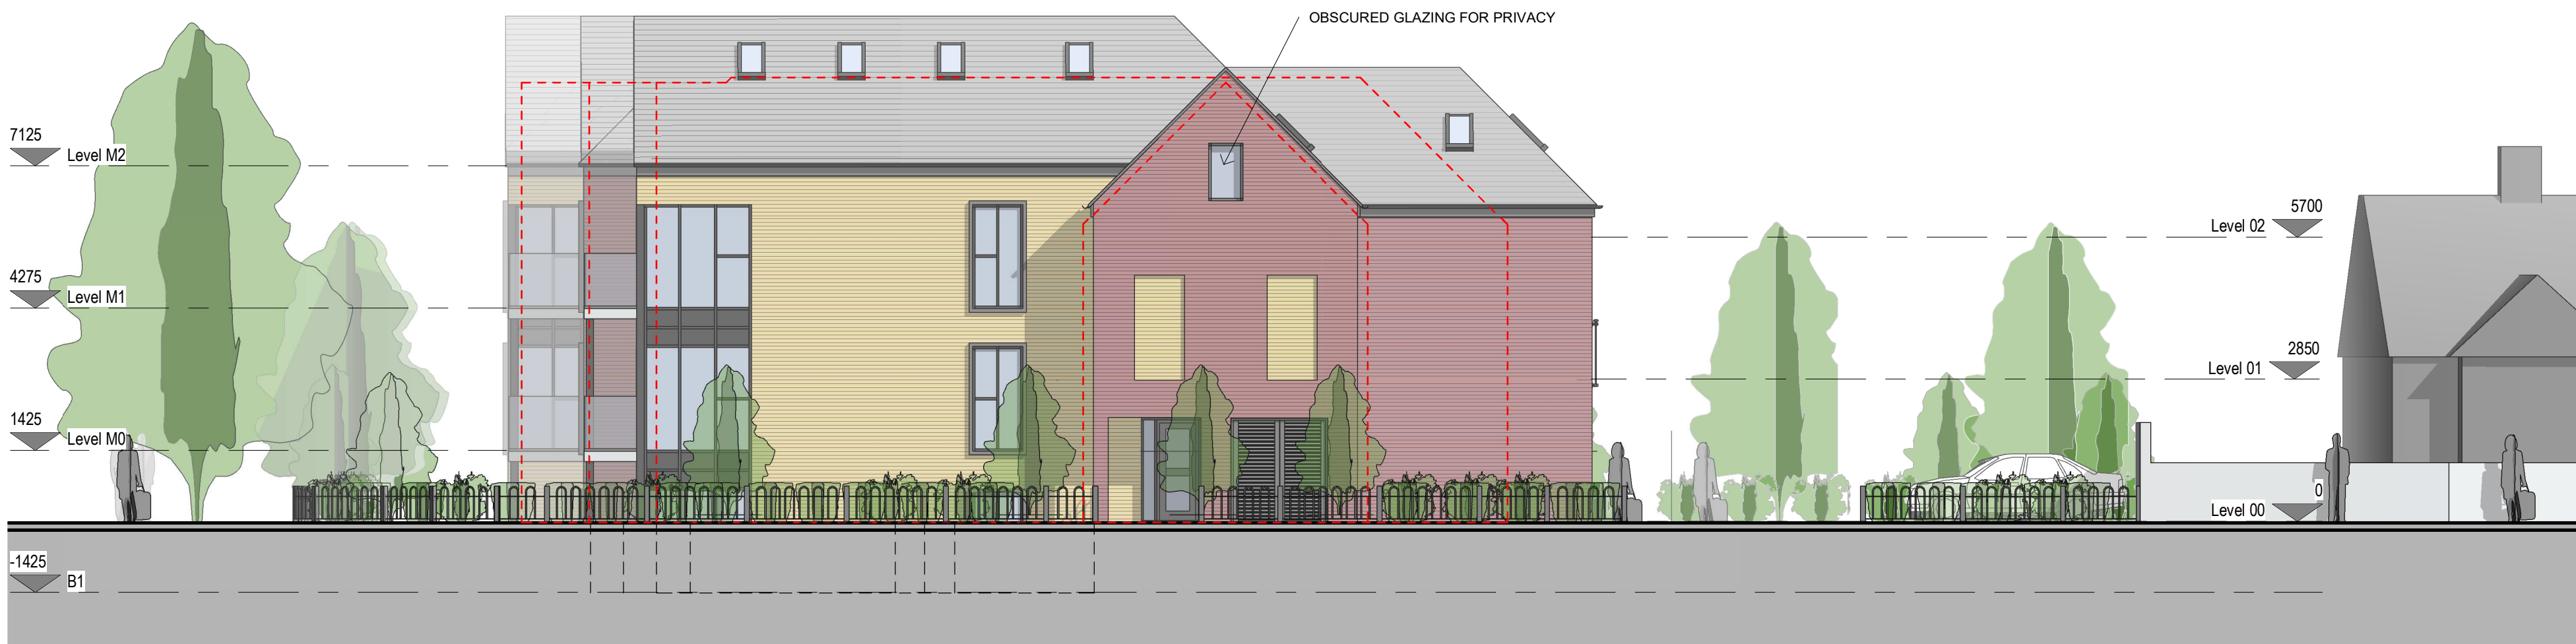 OBSCURED GLAZING FOR PRIVACY
7125
Level M2
5700
Level 02
4275
Level M1
2850
Level 01
1425
Level M0
0
Level 00
-1425
B1